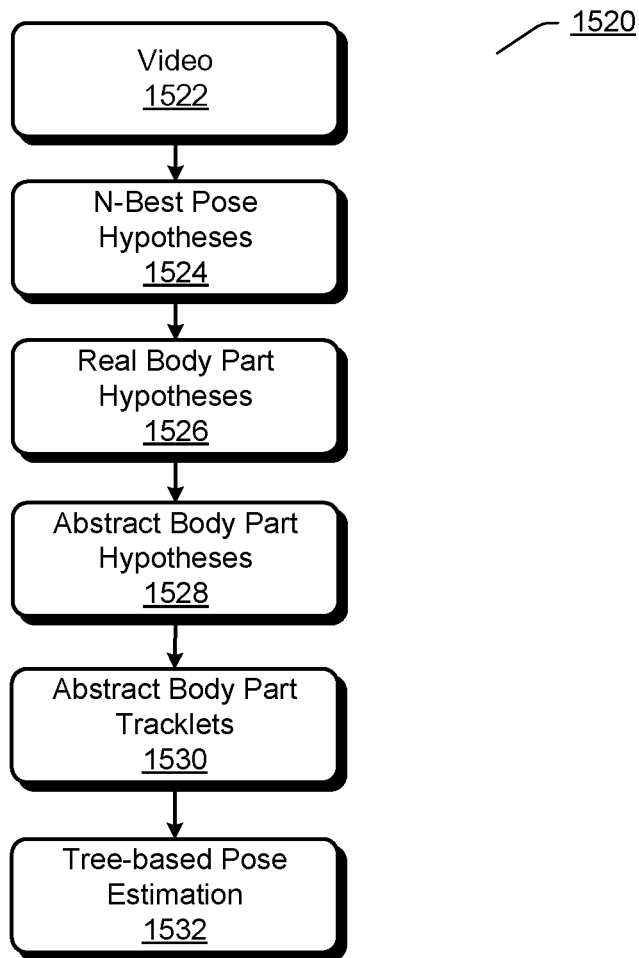 1520
Video
1522
N-Best Pose
Hypotheses
1524
Real Body Part
Hypotheses
1526
Abstract Body Part
Hypotheses
1528
Abstract Body Part
Tracklets
1530
Tree-based Pose
Estimation
1532